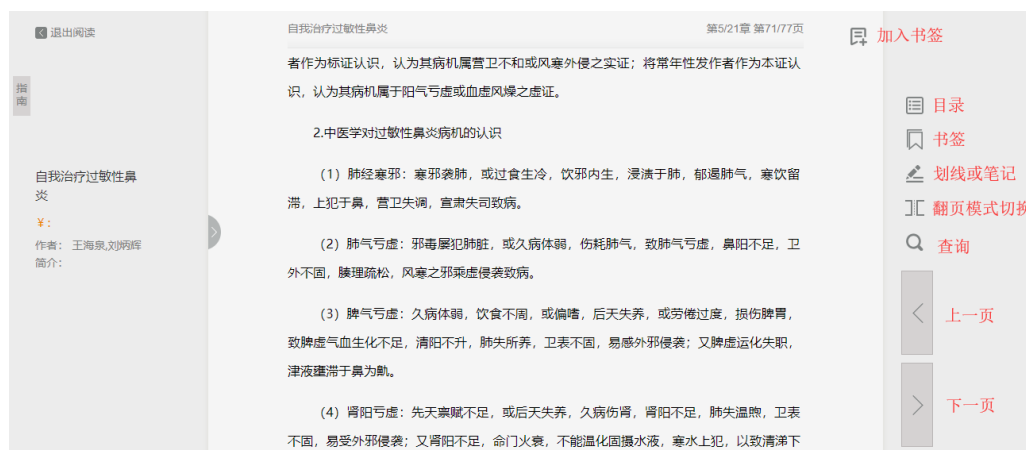 退出阅读
自我治疗过敏性鼻炎
第5/21章 第71/77页
加入书签
指南
者作为标证认识，认为其病机属营卫不和或风寒外侵之实证；将常年性发作者作为本证认
识，认为其病机属于阳气亏虚或血虚风燥之虚证。
2.中医学对过敏性鼻炎病机的认识
（1）肺经寒邪：寒邪袭肺，或过食生冷，饮邪内生，浸渍于肺，郁遏肺气，寒饮留
滞，上犯于鼻，营卫失调，宣肃失司致病。
（2）肺气亏虚：邪毒屡犯肺脏，或久病体弱，伤耗肺气，致肺气亏虚，鼻阳不足，卫
外不固，腠理疏松，风寒之邪乘虚侵袭致病。
（3）脾气亏虚：久病体弱，饮食不周，或偏嗜，后天失养，或劳倦过度，损伤脾胃，
致脾虚气血生化不足，清阳不升，肺失所养，卫表不固，易感外邪侵袭；又脾虚运化失职，
津液壅滞于鼻为鼽。
（4）肾阳亏虚：先天禀赋不足，或后天失养，久病伤肾，肾阳不足，肺失温煦，卫表
不固，易受外邪侵袭；又肾阳不足，命门火衰，不能温化固摄水液，寒水上犯，以致清涕下
自我治疗过敏性鼻
炎
¥：
作者： 王海泉,刘炳辉
简介：
目录
书签
划线或笔记
翻页模式切换
查询
上一页
下一页